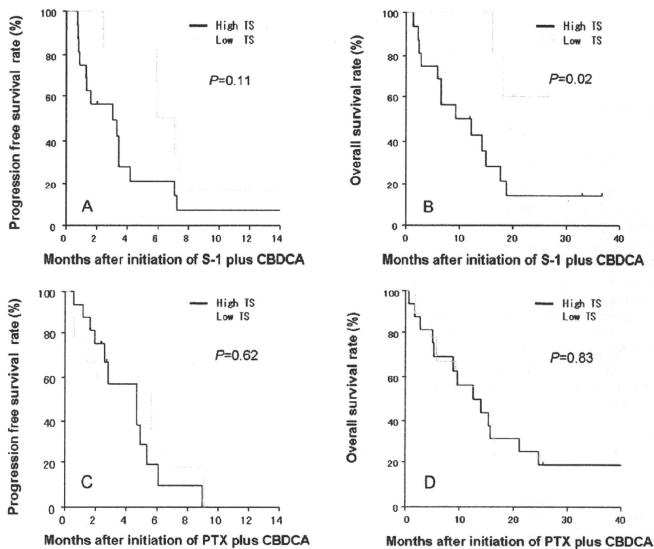 Progression free survival rate (%)
100
80
60
40
20
0
High TS
Low TS
P=0.11
A
0 2 4 6 8 10 12 14
Months after initiation of S-1 plus CBDCA
Overall survival rate (%)
100
80
60
40
20
High TS
Low TS
P=0.02
B
0 10 20 30 40
Months after initiation of S-1 plus CBDCA
Progression free survival rate (%)
100
80
60
40
20
High TS
Low TS
P=0.62
C
0 2 4 6 8 10 12 14
Months after initiation of PTX plus CBDCA
Overall survival rate (%)
100
80
60
40
20
High TS
Low TS
P=0.83
D
0 10 20 30 40
Months after initiation of PTX plus CBDCA